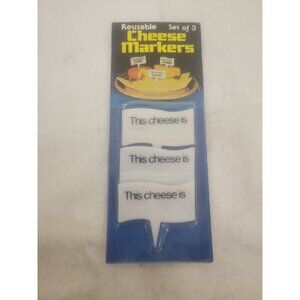 Reusable Set of 3
Cheese
Markers
This cheese is
This cheese is
This cheese is